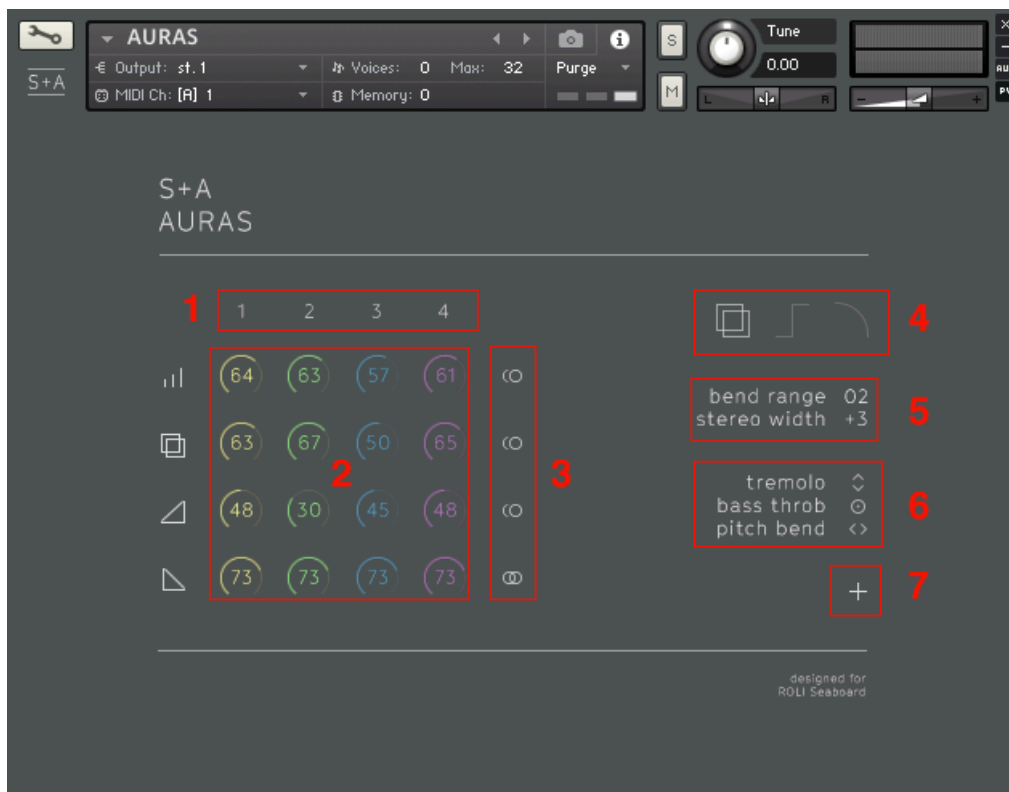 AURAS
S
Tune
S+A
Output: st.1
Voices: 0 Max: 32
Purge
0.00
AU
MIDI Ch: [A] 1
Memory: 0
M
L
R
PV
S+A
AURAS
1
1 2 3 4
4
64 63 57 61
bend range 02
5
stereo width +3
63 67 50 65
2
3
tremolo
48 30 45 48
bass throb
6
pitch bend
73 73 73 73
7
designed for
ROLI Seaboard